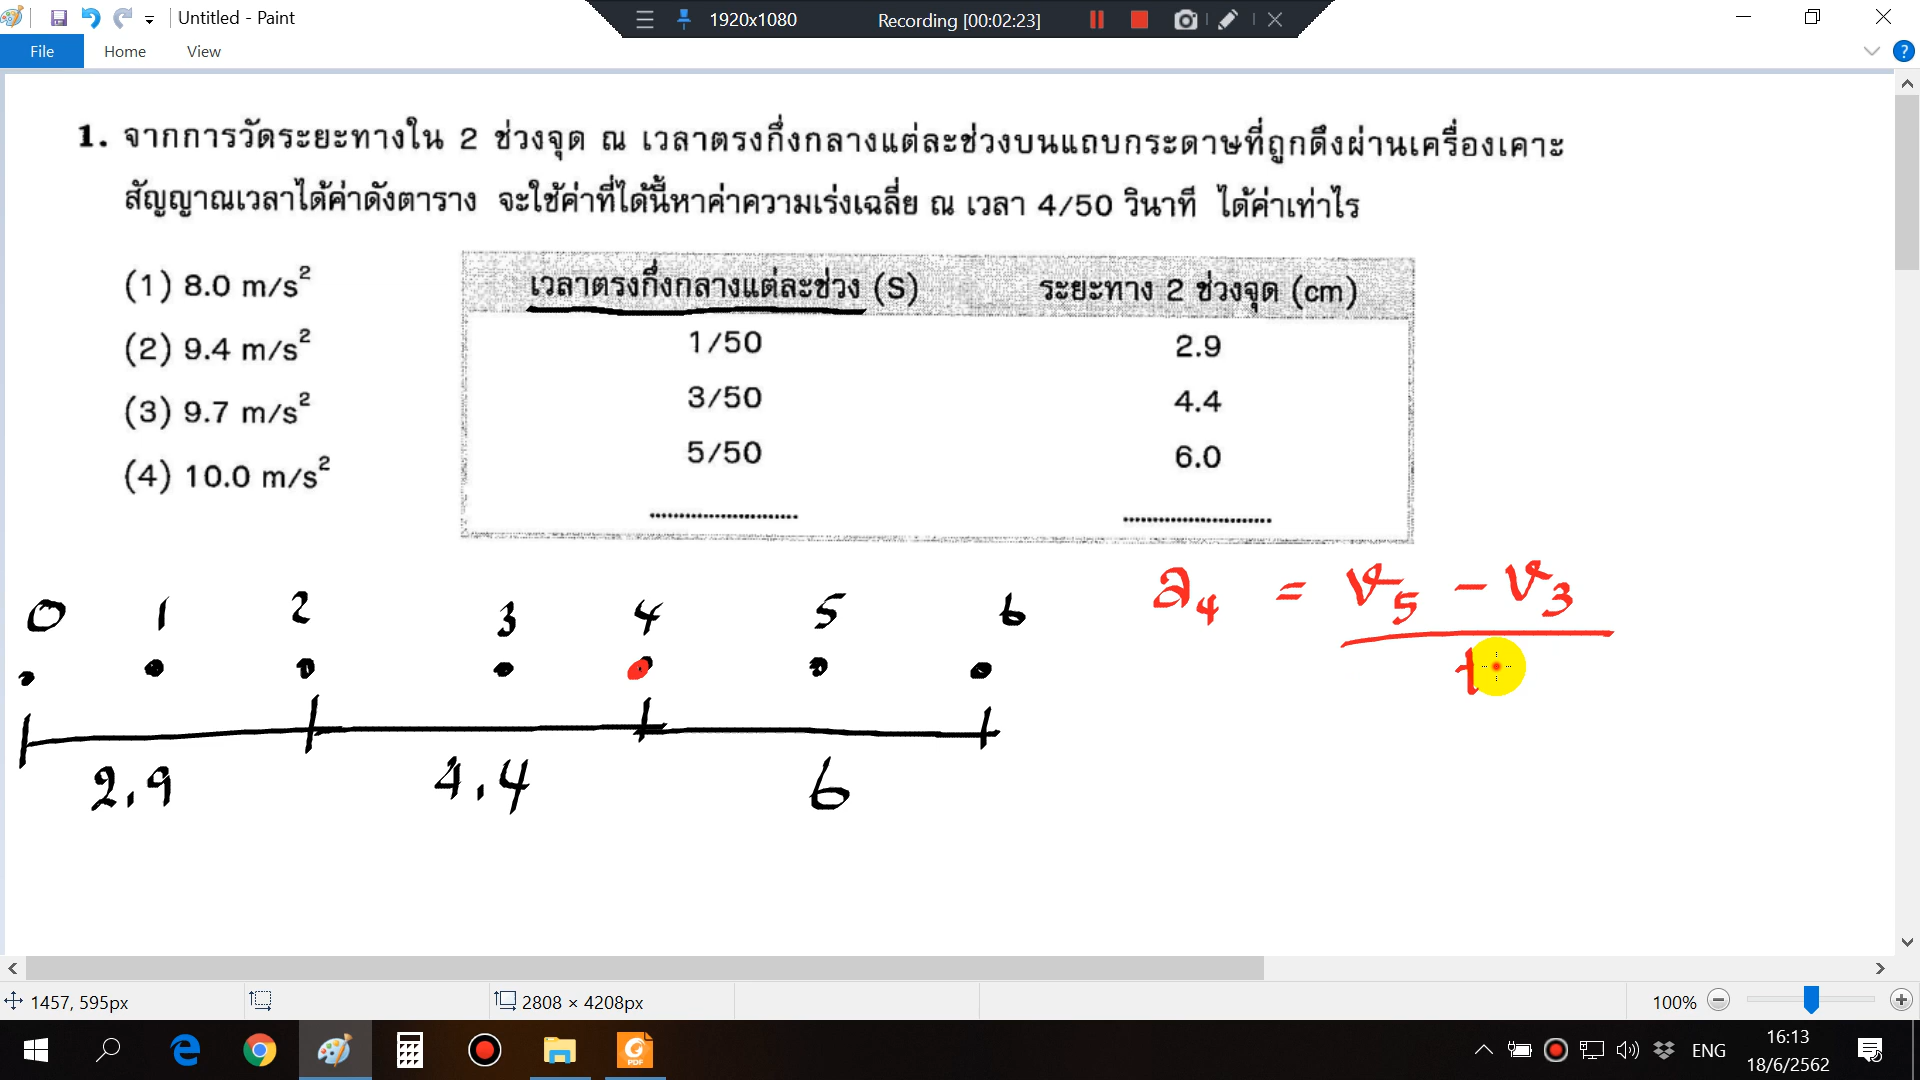 Untitled - Paint
1920x1080
Recording [00:02:23]
File Home View
1. จากการวัดระยะทางใน 2 ช่วงจุด ณ เวลาตรงกึ่งกลางแต่ละช่วงบนแถบกระดาษที่ถูกดึงผ่านเครื่องเคาะ
สัญญาณเวลาได้ค่าดังตาราง จะใช้ค่าที่ได้นี้หาค่าความเร่งเฉลี่ย ณ เวลา 4/50 วินาที ได้ค่าเท่าไร
(1) 8.0 m/s²
(2) 9.4 m/s²
(3) 9.7 m/s²
(4) 10.0 m/s²
เวลาตรงกึ่งกลางแต่ละช่วง (S) ระยะทาง 2 ช่วงจุด (cm)
1/50 2.9
3/50 4.4
5/50 6.0
0 1 2 3 4 5 6
2.9 4.4 6
a₄ = v₅ - v₃
t
1457, 595px
2808 × 4208px
100%
PDF
ENG
16:13
18/6/2562